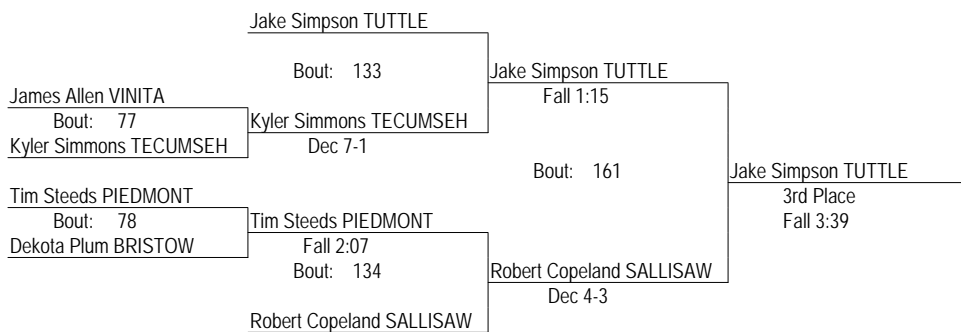 Jake Simpson TUTTLE
Bout: 133
Jake Simpson TUTTLE
Fall 1:15
James Allen VINITA
Bout: 77
Kyler Simmons TECUMSEH
Kyler Simmons TECUMSEH
Dec 7-1
Bout: 161
Jake Simpson TUTTLE
3rd Place
Fall 3:39
Tim Steeds PIEDMONT
Bout: 78
Dekota Plum BRISTOW
Tim Steeds PIEDMONT
Fall 2:07
Bout: 134
Robert Copeland SALLISAW
Dec 4-3
Robert Copeland SALLISAW